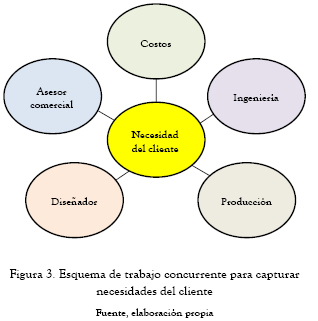 Costos
Asesor
comercial
Ingeniería
Necesidad
del cliente
Diseñador
Producción
Figura 3. Esquema de trabajo concurrente para capturar
necesidades del cliente
Fuente, elaboración propia